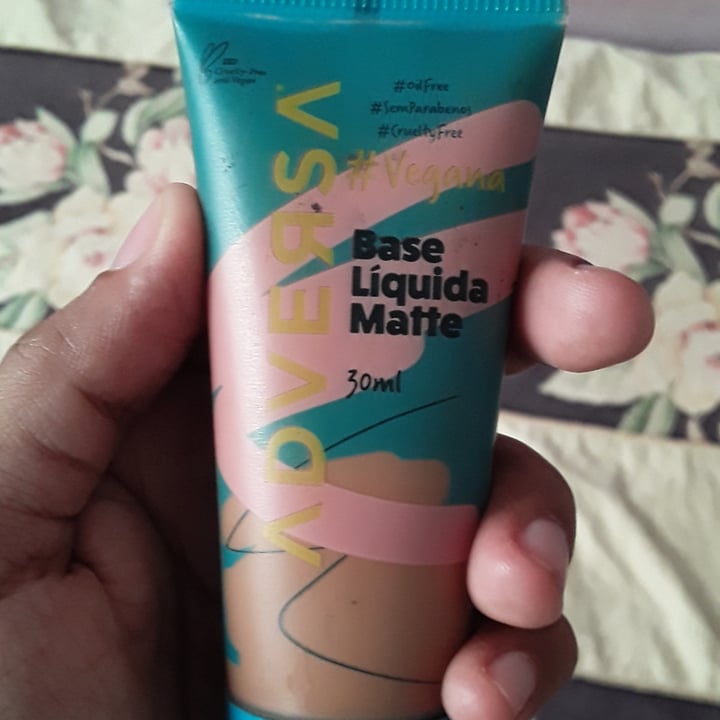 Cruelty-Free
and Vegan
#OilFree
#SemParabenos
#CrueltyFree
#Vegana
Base
Líquida
Matte
30ml
ADVERSA